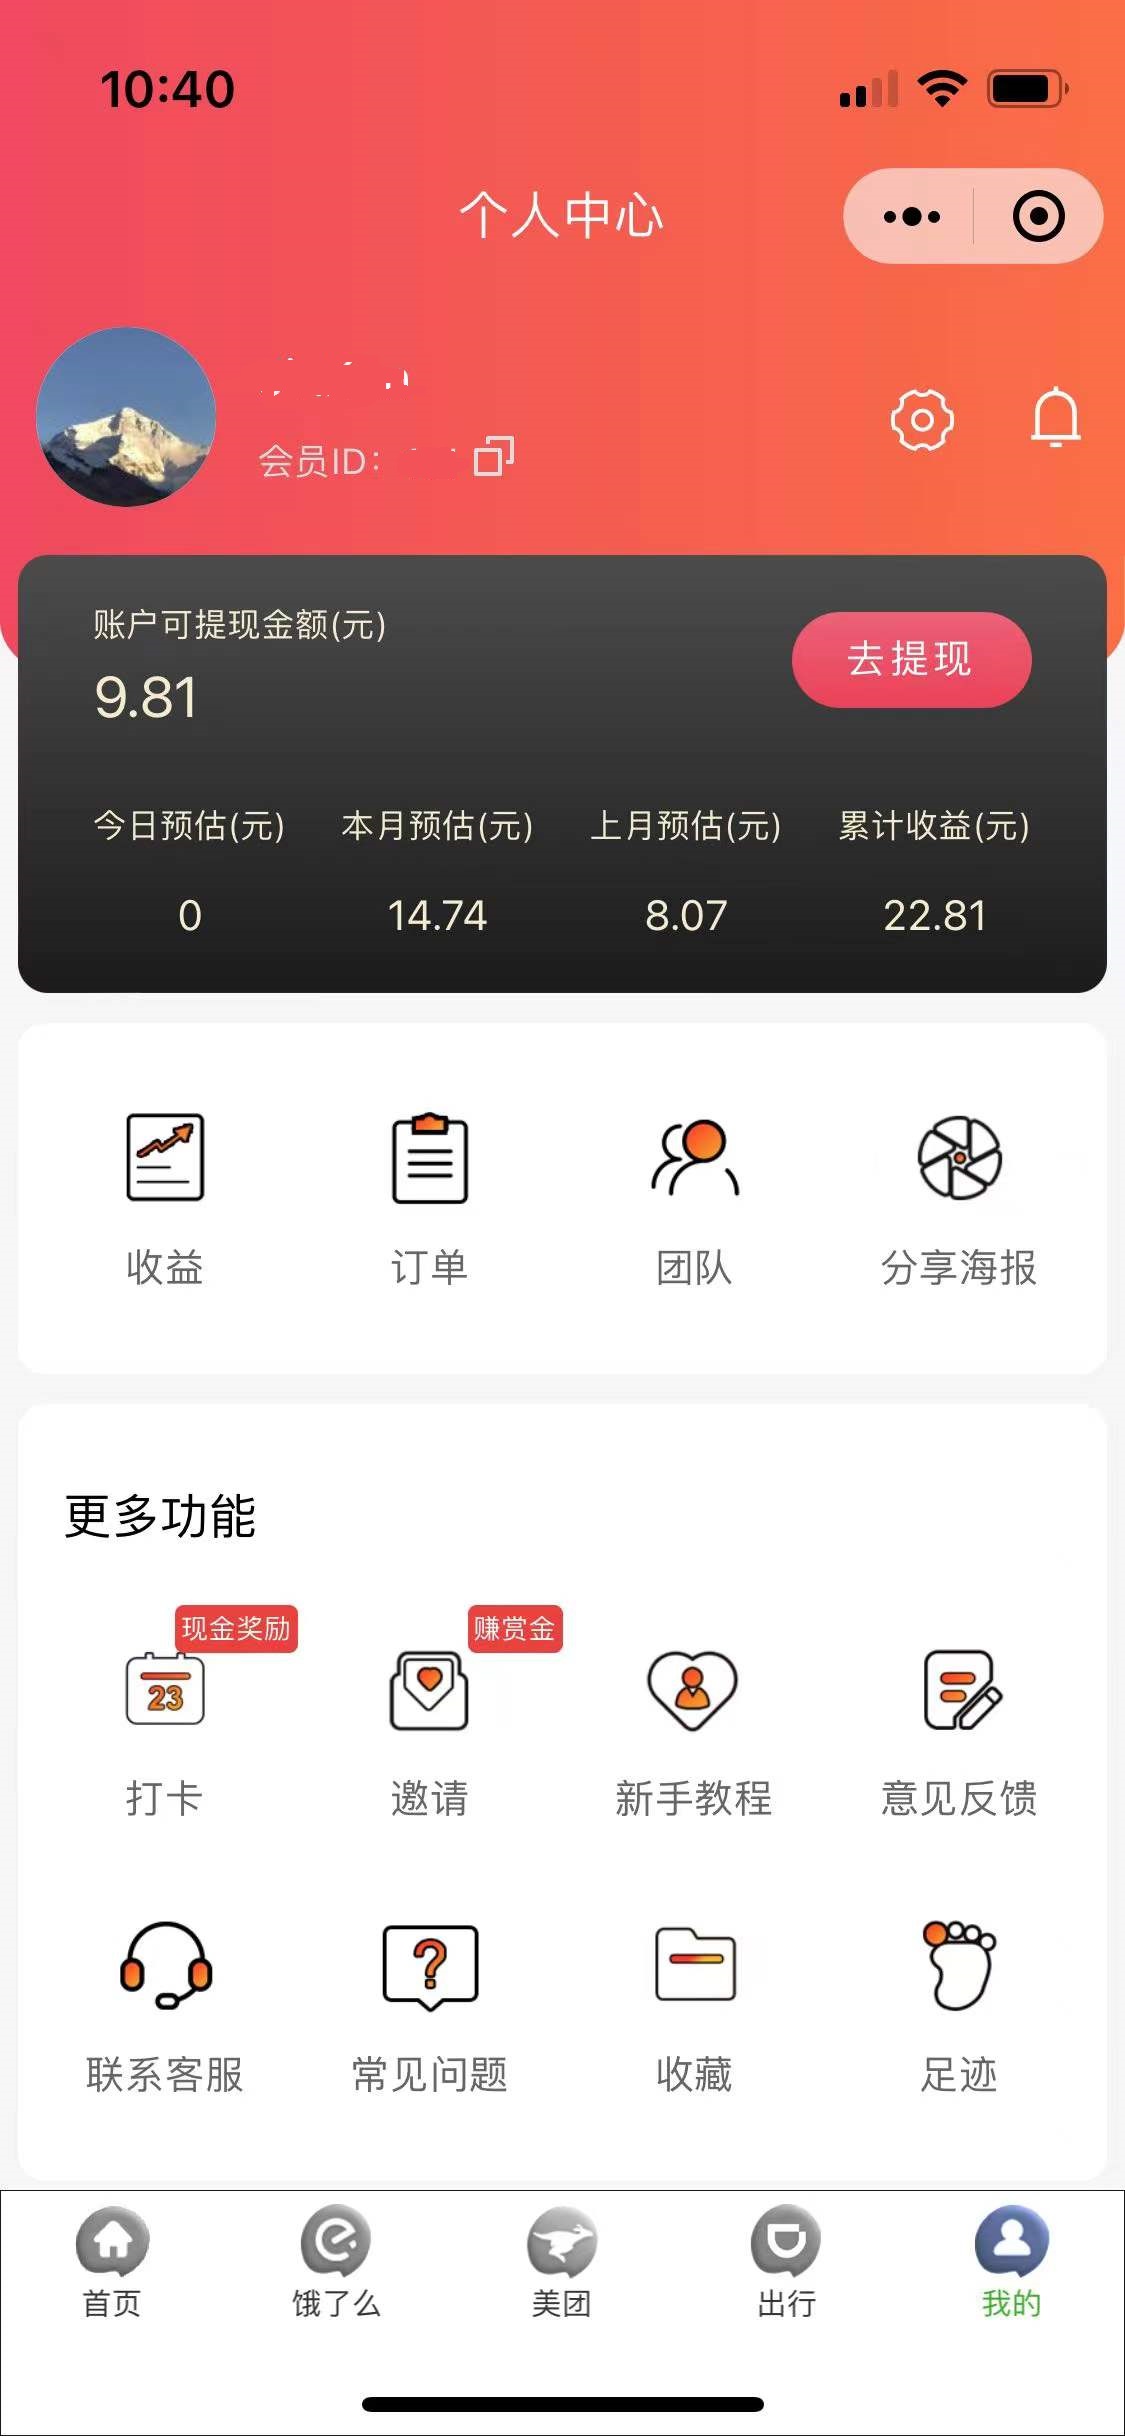 10:40
个人中心
会员ID:
账户可提现金额(元)
9.81
去提现
今日预估(元) 本月预估(元) 上月预估(元) 累计收益(元)
0 14.74 8.07 22.81
收益 订单 团队 分享海报
更多功能
现金奖励 赚赏金
23
打卡 邀请 新手教程 意见反馈
?
联系客服 常见问题 收藏 足迹
首页 饿了么 美团 出行 我的